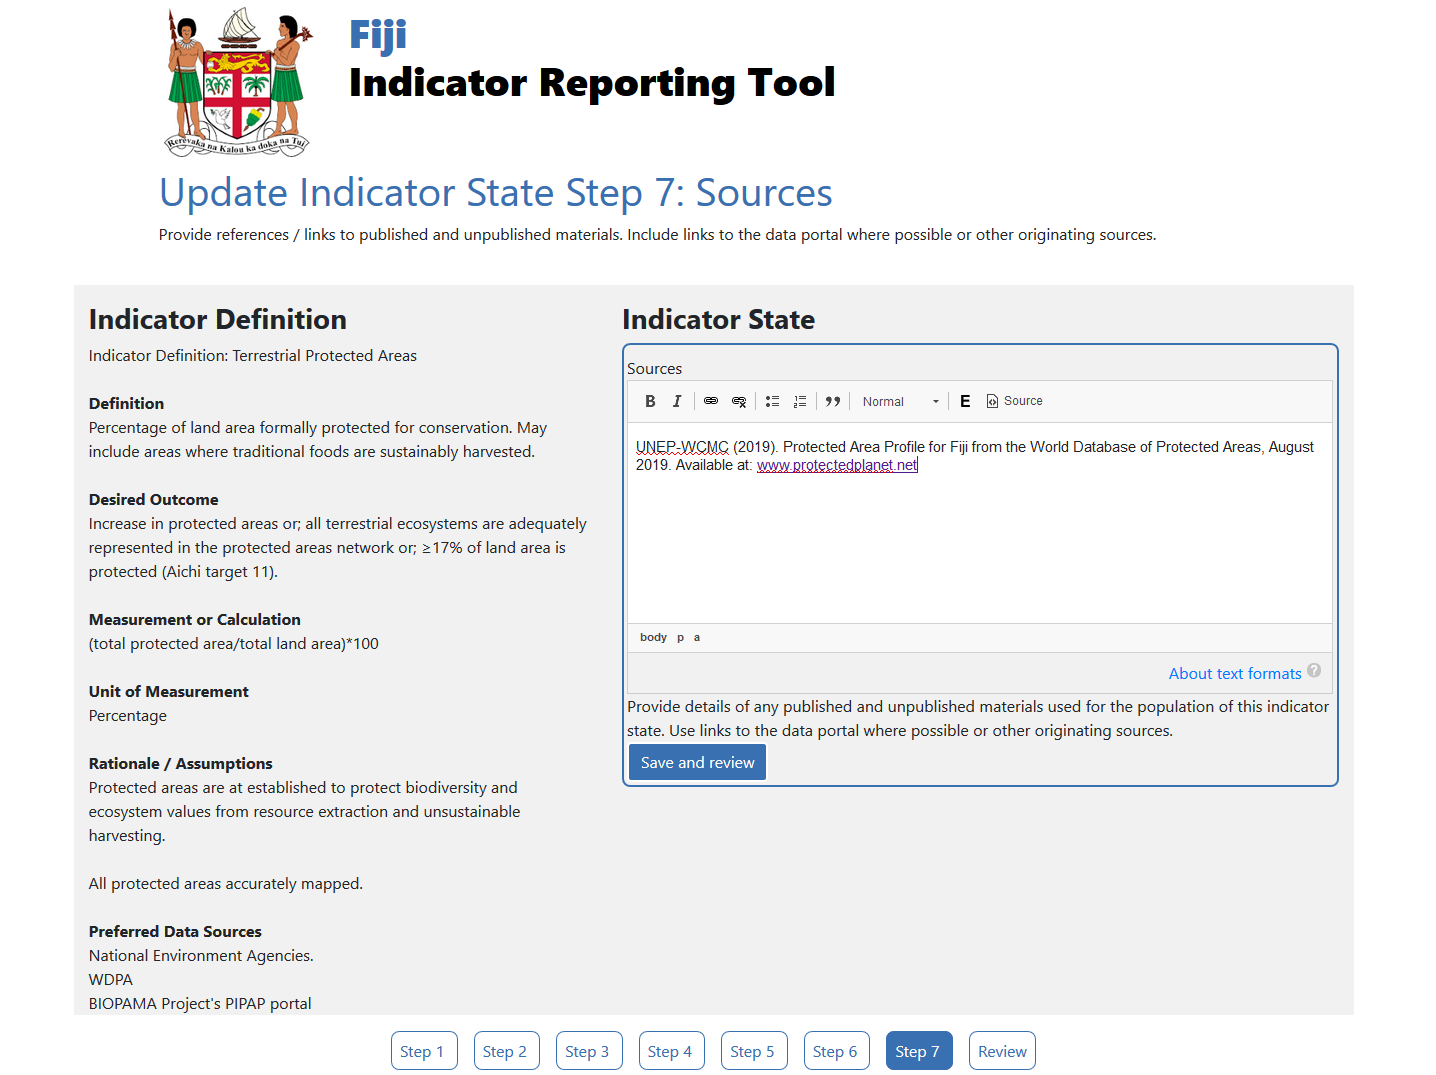 Rerevaka na Kalou ka doka na Tui
Fiji
Indicator Reporting Tool
Update Indicator State Step 7: Sources
Provide references / links to published and unpublished materials. Include links to the data portal where possible or other originating sources.
Indicator Definition
Indicator Definition: Terrestrial Protected Areas
Definition
Percentage of land area formally protected for conservation. May
include areas where traditional foods are sustainably harvested.
Desired Outcome
Increase in protected areas or; all terrestrial ecosystems are adequately
represented in the protected areas network or; ≥17% of land area is
protected (Aichi target 11).
Measurement or Calculation
(total protected area/total land area)*100
Unit of Measurement
Percentage
Rationale / Assumptions
Protected areas are at established to protect biodiversity and
ecosystem values from resource extraction and unsustainable
harvesting.
All protected areas accurately mapped.
Preferred Data Sources
National Environment Agencies.
WDPA
BIOPAMA Project's PIPAP portal
Indicator State
Sources
B I Normal E Source
UNEP-WCMC (2019). Protected Area Profile for Fiji from the World Database of Protected Areas, August
2019. Available at: www.protectedplanet.net
body p a
About text formats ?
Provide details of any published and unpublished materials used for the population of this indicator
state. Use links to the data portal where possible or other originating sources.
Save and review
Step 1 Step 2 Step 3 Step 4 Step 5 Step 6 Step 7 Review